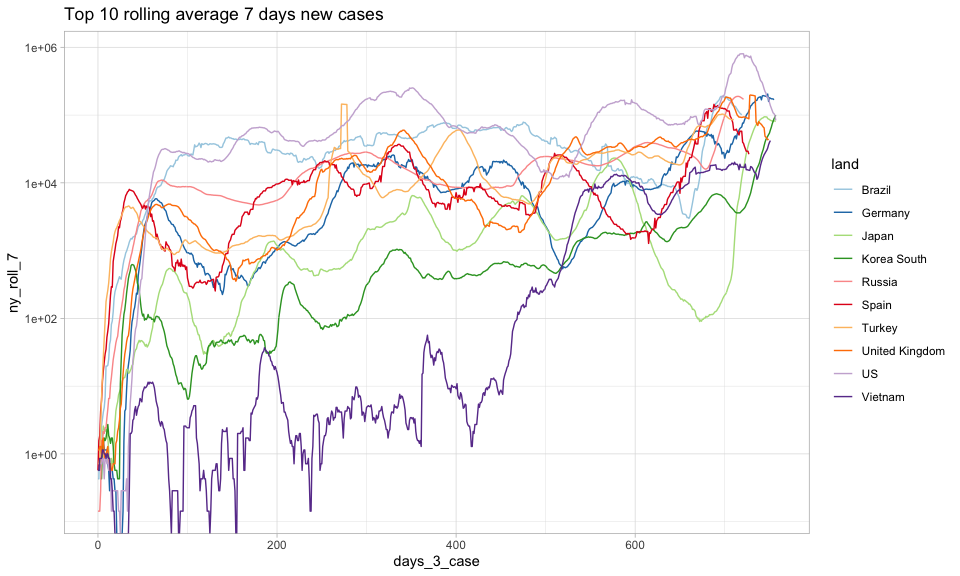 Top 10 rolling average 7 days new cases
ny_roll_7
1e+06
1e+04
1e+02
1e+00
0
200
400
600
days_3_case
land
Brazil
Germany
Japan
Korea South
Russia
Spain
Turkey
United Kingdom
US
Vietnam